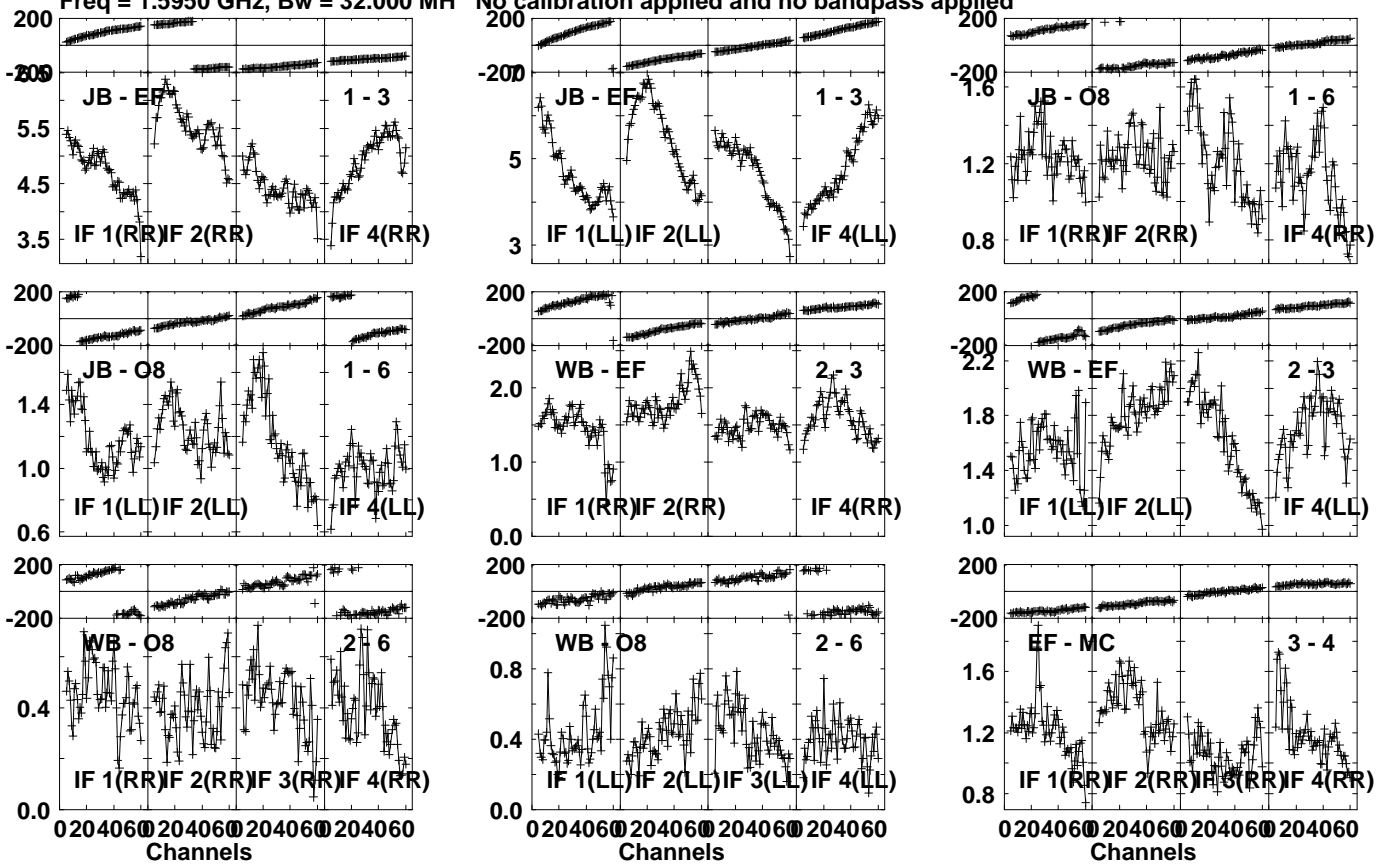 Freq = 1.5950 GHz, Bw = 32.000 MH No calibration applied and no bandpass applied
200
-200
6.5
5.5
4.5
3.5
JB - EF
1 - 3
IF 1(RR)
IF 2(RR)
IF 4(RR)
200
-200
7
5
3
JB - EF
1 - 3
IF 1(LL)
IF 2(LL)
IF 4(LL)
200
-200
1.6
1.2
0.8
JB - O8
1 - 6
IF 1(RR)
IF 2(RR)
IF 4(RR)
200
-200
1.4
1.0
0.6
JB - O8
1 - 6
IF 1(LL)
IF 2(LL)
IF 4(LL)
200
-200
2.0
1.0
0.0
WB - EF
2 - 3
IF 1(RR)
IF 2(RR)
IF 4(RR)
200
-200
2.2
1.8
1.4
1.0
WB - EF
2 - 3
IF 1(LL)
IF 2(LL)
IF 4(LL)
200
-200
0.4
0.0
WB - O8
2 - 6
IF 1(RR)
IF 2(RR)
IF 3(RR)
IF 4(RR)
0 20 40 60 0 20 40 60 0 20 40 60 0 20 40 60
Channels
200
-200
0.8
0.4
0.0
WB - O8
2 - 6
IF 1(LL)
IF 2(LL)
IF 3(LL)
IF 4(LL)
0 20 40 60 0 20 40 60 0 20 40 60 0 20 40 60
Channels
200
-200
1.6
1.2
0.8
EF - MC
3 - 4
IF 1(RR)
IF 2(RR)
IF 3(RR)
IF 4(RR)
0 20 40 60 0 20 40 60 0 20 40 60 0 20 40 60
Channels